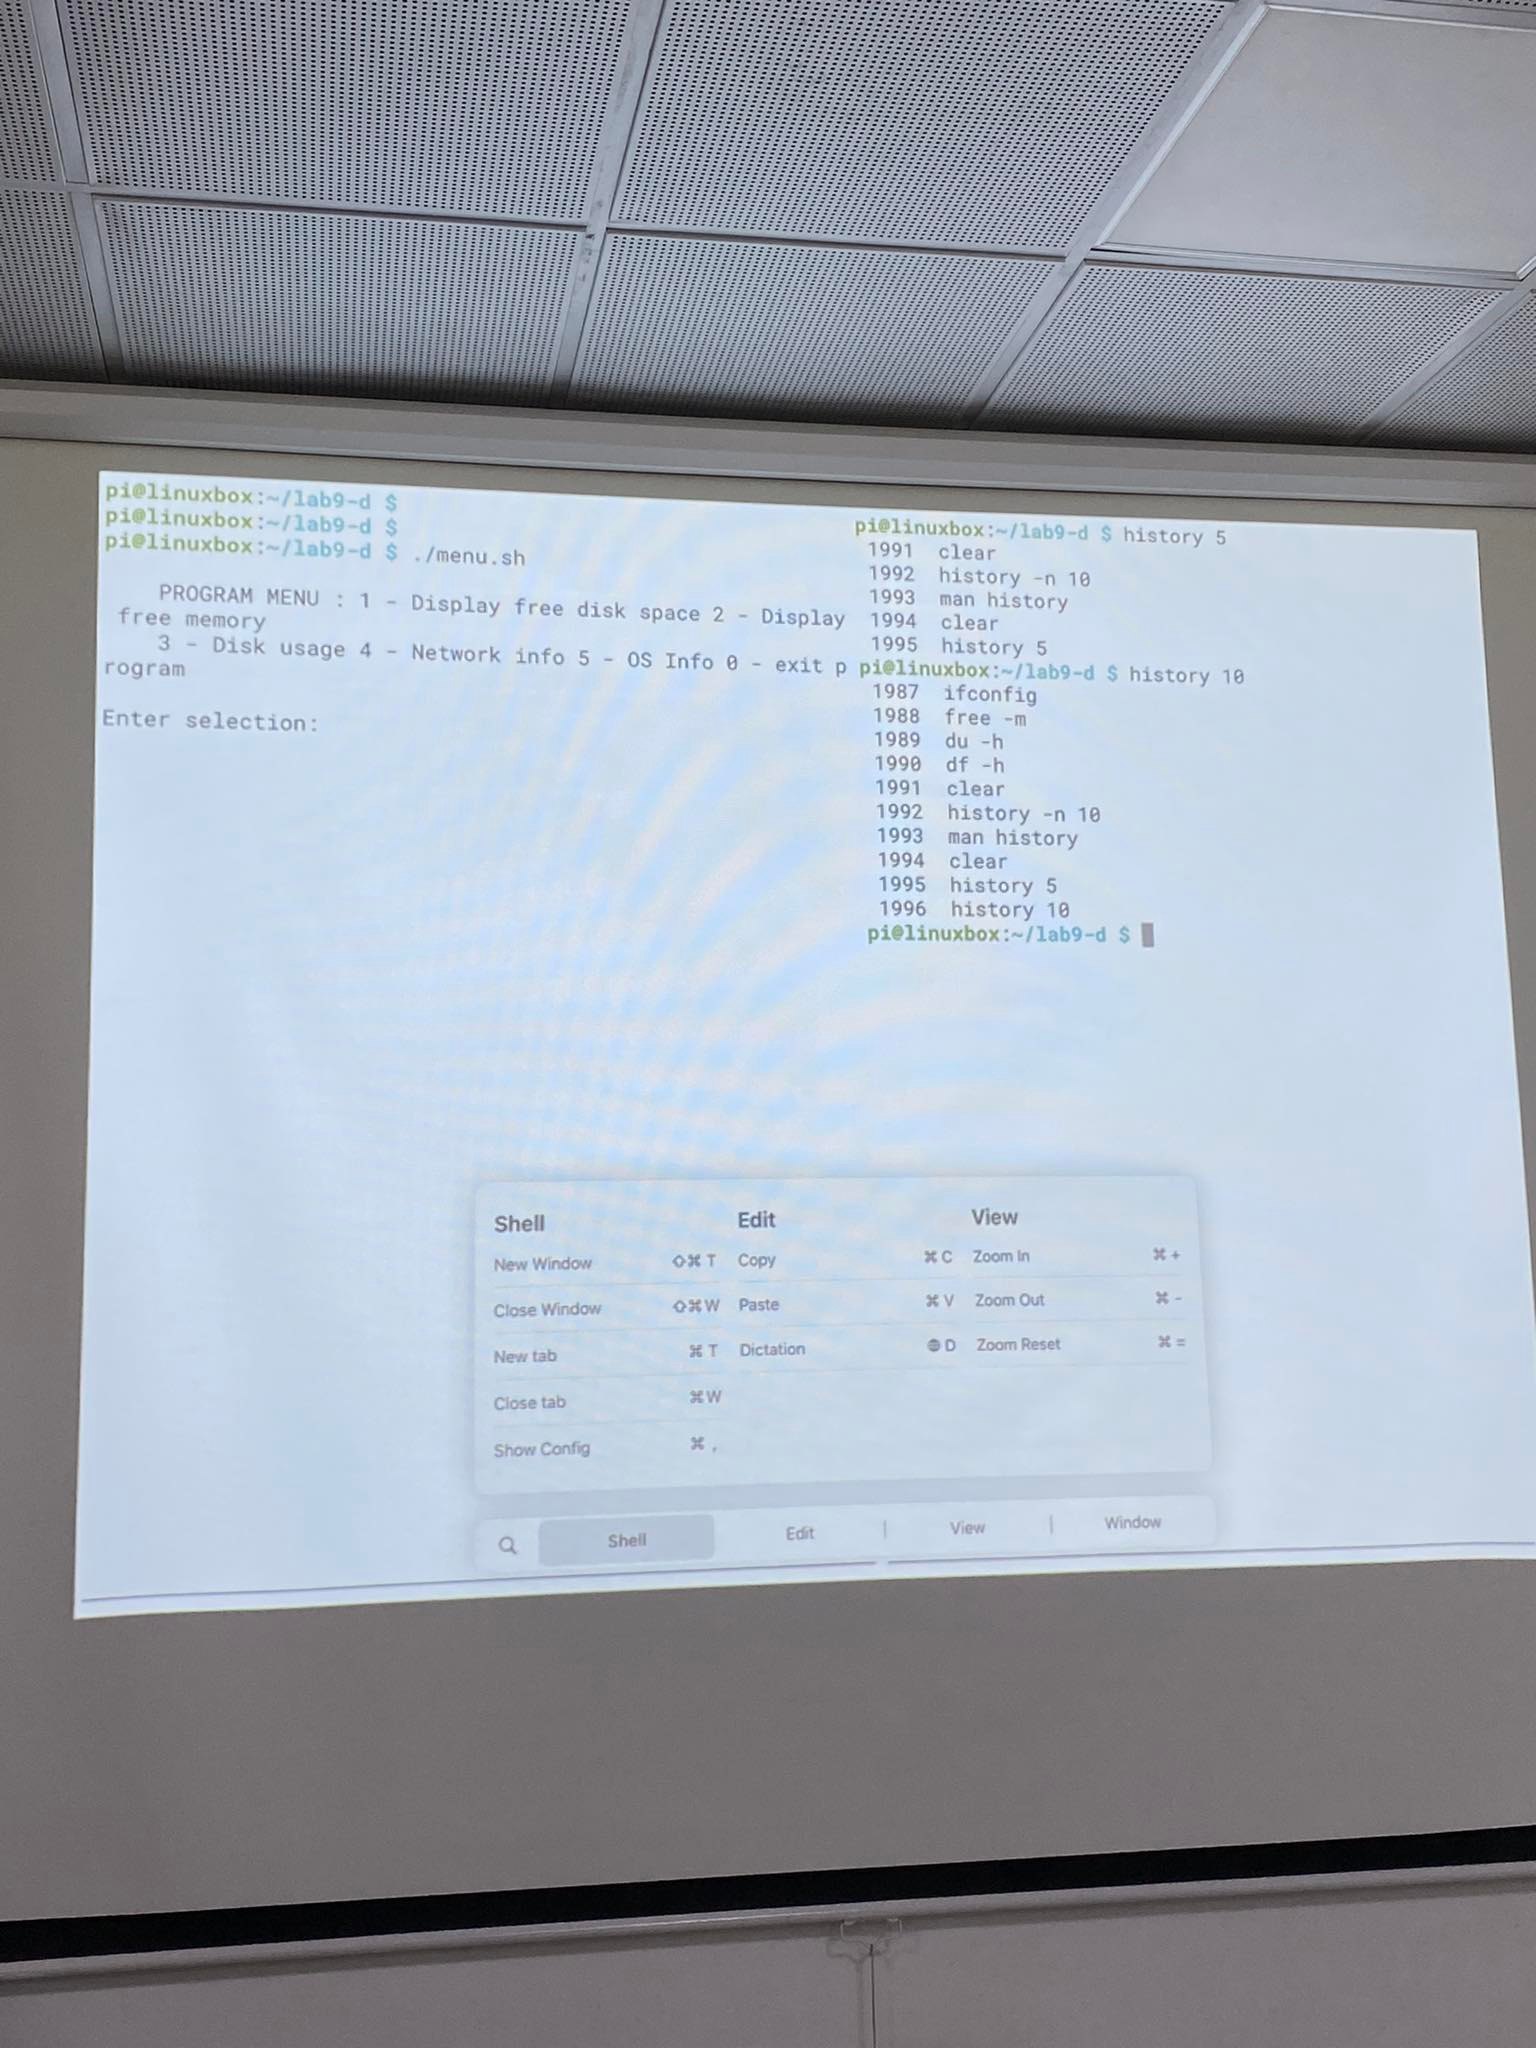 pi@linuxbox:~/lab9-d $
pi@linuxbox:~/lab9-d $
pi@linuxbox:~/lab9-d $ ./menu.sh
PROGRAM MENU : 1 - Display free disk space 2 - Display
free memory
3 - Disk usage 4 - Network info 5 - OS Info 0 - exit p
rogram
Enter selection:
pi@linuxbox:~/lab9-d $ history 5
1991 clear
1992 history -n 10
1993 man history
1994 clear
1995 history 5
pi@linuxbox:~/lab9-d $ history 10
1987 ifconfig
1988 free -m
1989 du -h
1990 df -h
1991 clear
1992 history -n 10
1993 man history
1994 clear
1995 history 5
1996 history 10
pi@linuxbox:~/lab9-d $
Shell
New Window ⇧⌘ T
Close Window ⇧⌘ W
New tab ⌘ T
Close tab ⌘ W
Show Config ⌘ ,
Edit
Copy ⌘ C
Paste ⌘ V
Dictation 🌐 D
View
Zoom In ⌘ +
Zoom Out ⌘ -
Zoom Reset ⌘ =
Shell Edit | View | Window